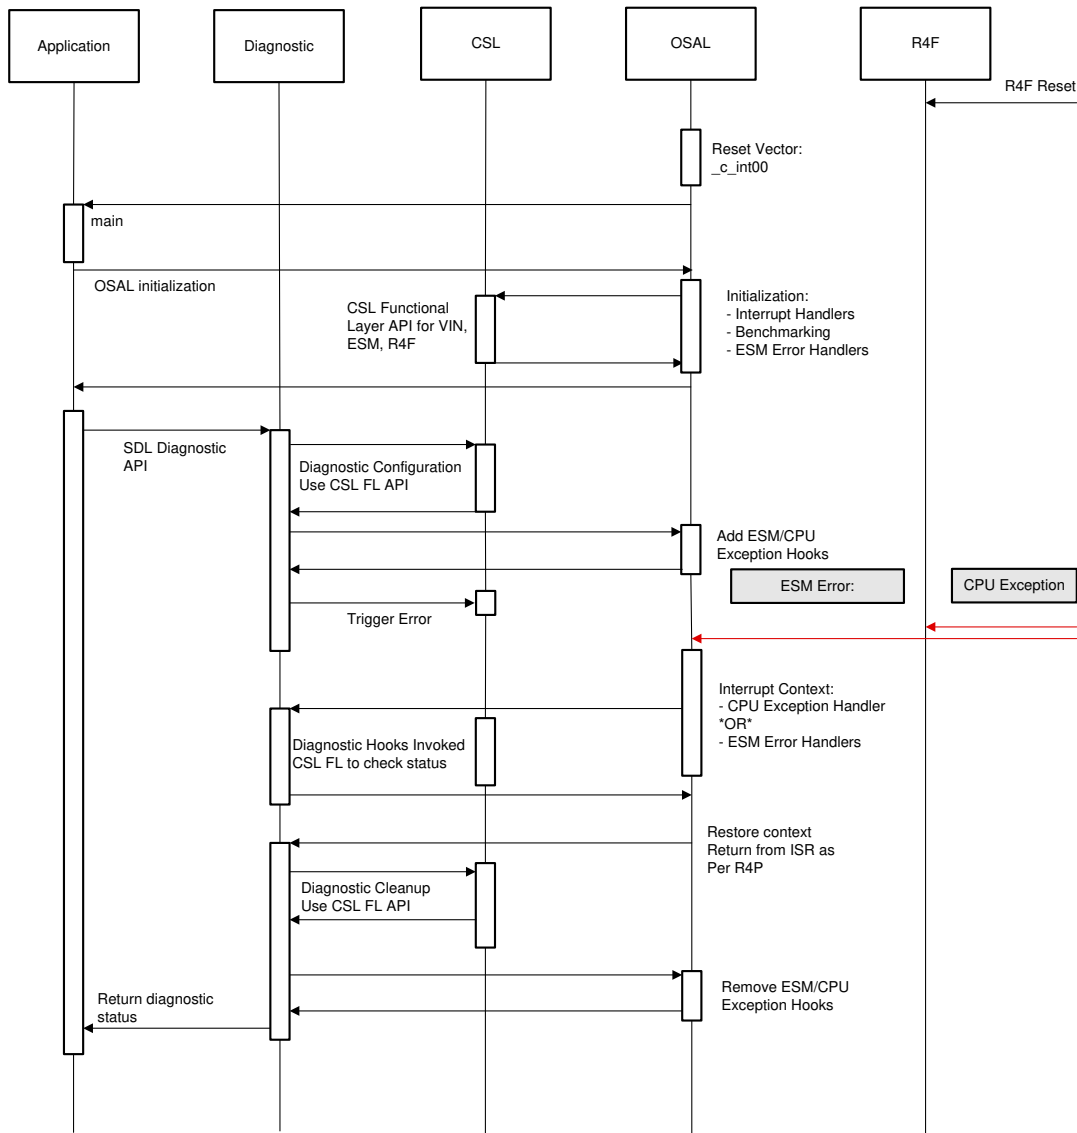 Application
Diagnostic
CSL
OSAL
R4F
R4F Reset
Reset Vector:
_c_int00
main
OSAL initialization
CSL Functional
Layer API for VIN,
ESM, R4F
Initialization:
- Interrupt Handlers
- Benchmarking
- ESM Error Handlers
SDL Diagnostic
API
Diagnostic Configuration
Use CSL FL API
Add ESM/CPU
Exception Hooks
ESM Error:
CPU Exception
Trigger Error
Interrupt Context:
- CPU Exception Handler
*OR*
- ESM Error Handlers
Diagnostic Hooks Invoked
CSL FL to check status
Restore context
Return from ISR as
Per R4P
Diagnostic Cleanup
Use CSL FL API
Remove ESM/CPU
Exception Hooks
Return diagnostic
status